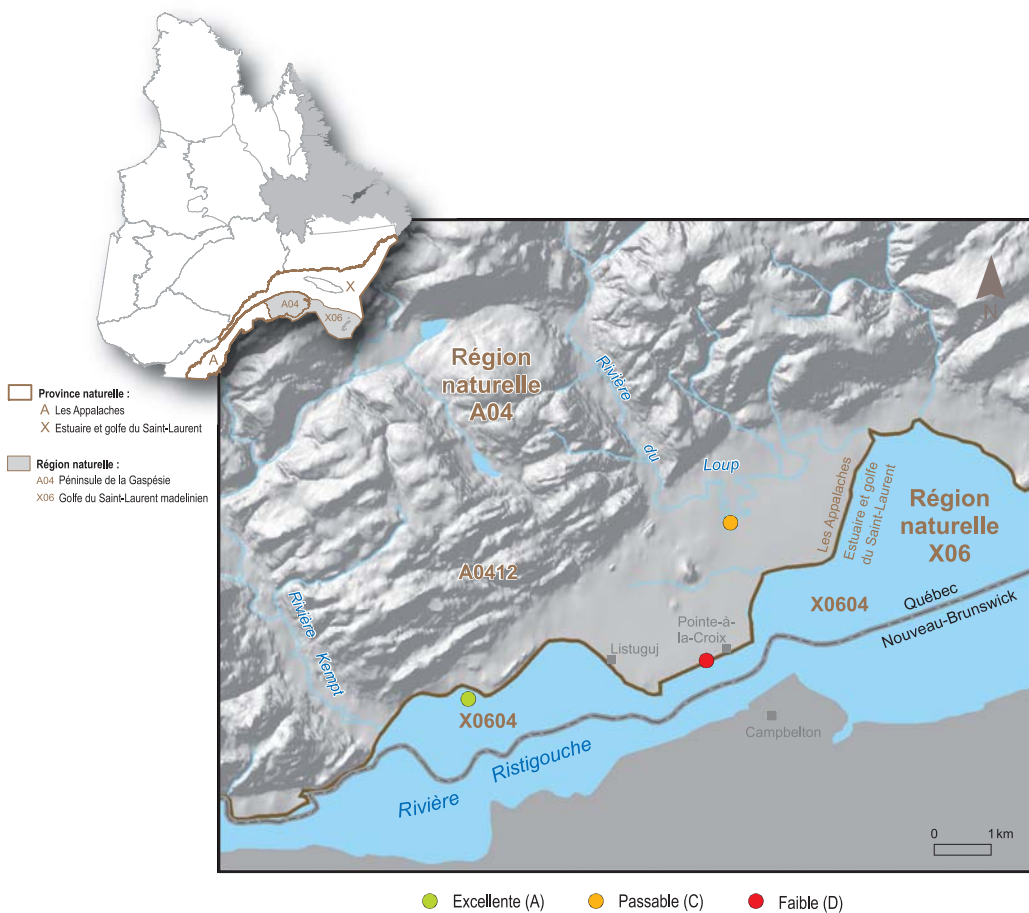 X
A04
X06
A
Province naturelle :
A Les Appalaches
X Estuaire et golfe du Saint-Laurent
Région naturelle :
A04 Péninsule de la Gaspésie
X06 Golfe du Saint-Laurent madelinien
N
Région
naturelle
A04
Rivière
du
Loup
Les Appalaches
Estuaire et golfe
du Saint-Laurent
Région
naturelle
X06
A0412
X0604
Québec
Nouveau-Brunswick
Rivière
Kempt
Pointe-à-
la-Croix
Listuguj
X0604
Campbelton
Rivière Ristigouche
0 1 km
Excellente (A) Passable (C) Faible (D)